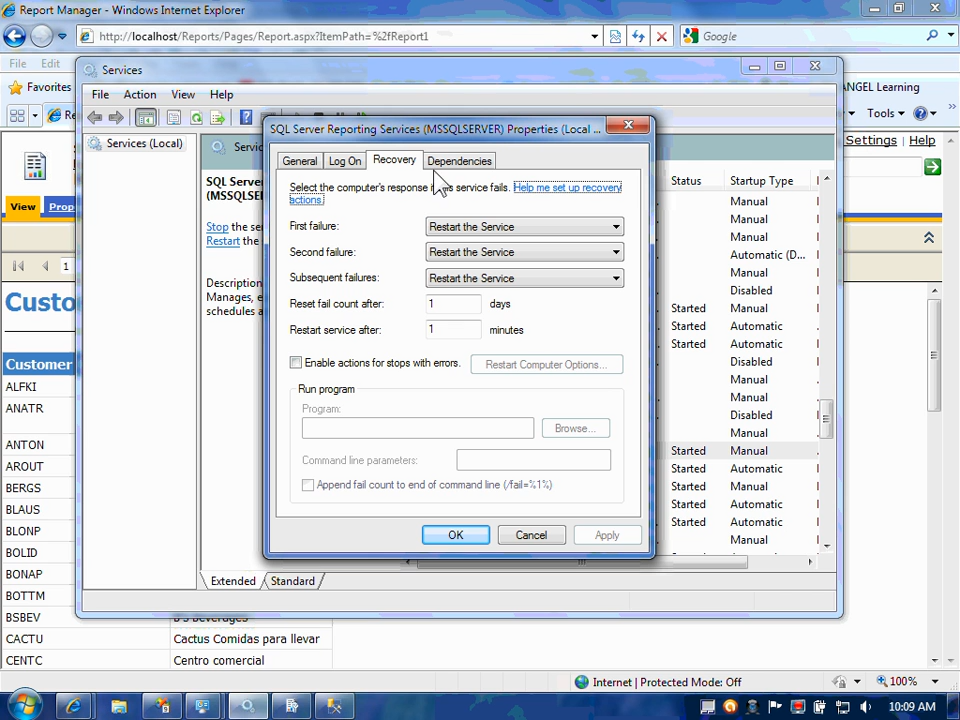 Report Manager - Windows Internet Explorer
http://localhost/Reports/Pages/Report.aspx?ItemPath=%2fReport1
Google
File Edit
Favorites
ANGEL Learning
Tools
Settings | Help
View
1
Custo
Customer
ALFKI
ANATR
ANTON
AROUT
BERGS
BLAUS
BLONP
BOLID
BONAP
BOTTM
BSBEV
B's Beverages
CACTU
Cactus Comidas para llevar
CENTC
Centro comercial
Services
File Action View Help
Services (Local)
SQL Server
(MSSQLSE
Stop the ser
Restart the
Description
Manages, e
schedules a
Status Startup Type
Manual
Manual
Manual
Automatic (D...
Manual
Disabled
Started Manual
Started Automatic
Started Automatic
Disabled
Manual
Manual
Disabled
Manual
Started Manual
Started Automatic
Started Manual
Started Automatic
Started Automatic
Manual
Extended Standard
SQL Server Reporting Services (MSSQLSERVER) Properties (Local ...
General Log On Recovery Dependencies
Select the computer's response if this service fails. Help me set up recovery
actions.
First failure: Restart the Service
Second failure: Restart the Service
Subsequent failures: Restart the Service
Reset fail count after: 1 days
Restart service after: 1 minutes
Enable actions for stops with errors. Restart Computer Options...
Run program
Program:
Browse...
Command line parameters:
Append fail count to end of command line (/fail=%1%)
OK Cancel Apply
Internet | Protected Mode: Off
100%
10:09 AM